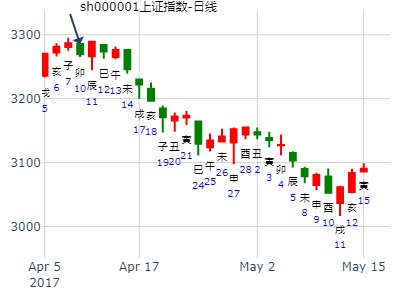 sh000001上证指数-日线
3300
3200
3100
3000
戌 5
亥 6
子 7
卯 10
辰 11
巳 12
午 13
未 14
戌 17
亥 18
子 19
丑 20
寅 21
巳 24
午 25
未 26
申 27
酉 28
丑 2
寅 3
卯 4
辰 5
未 8
申 9
酉 10
戌 11
亥 12
寅 15
Apr 5
2017
Apr 17
May 2
May 15